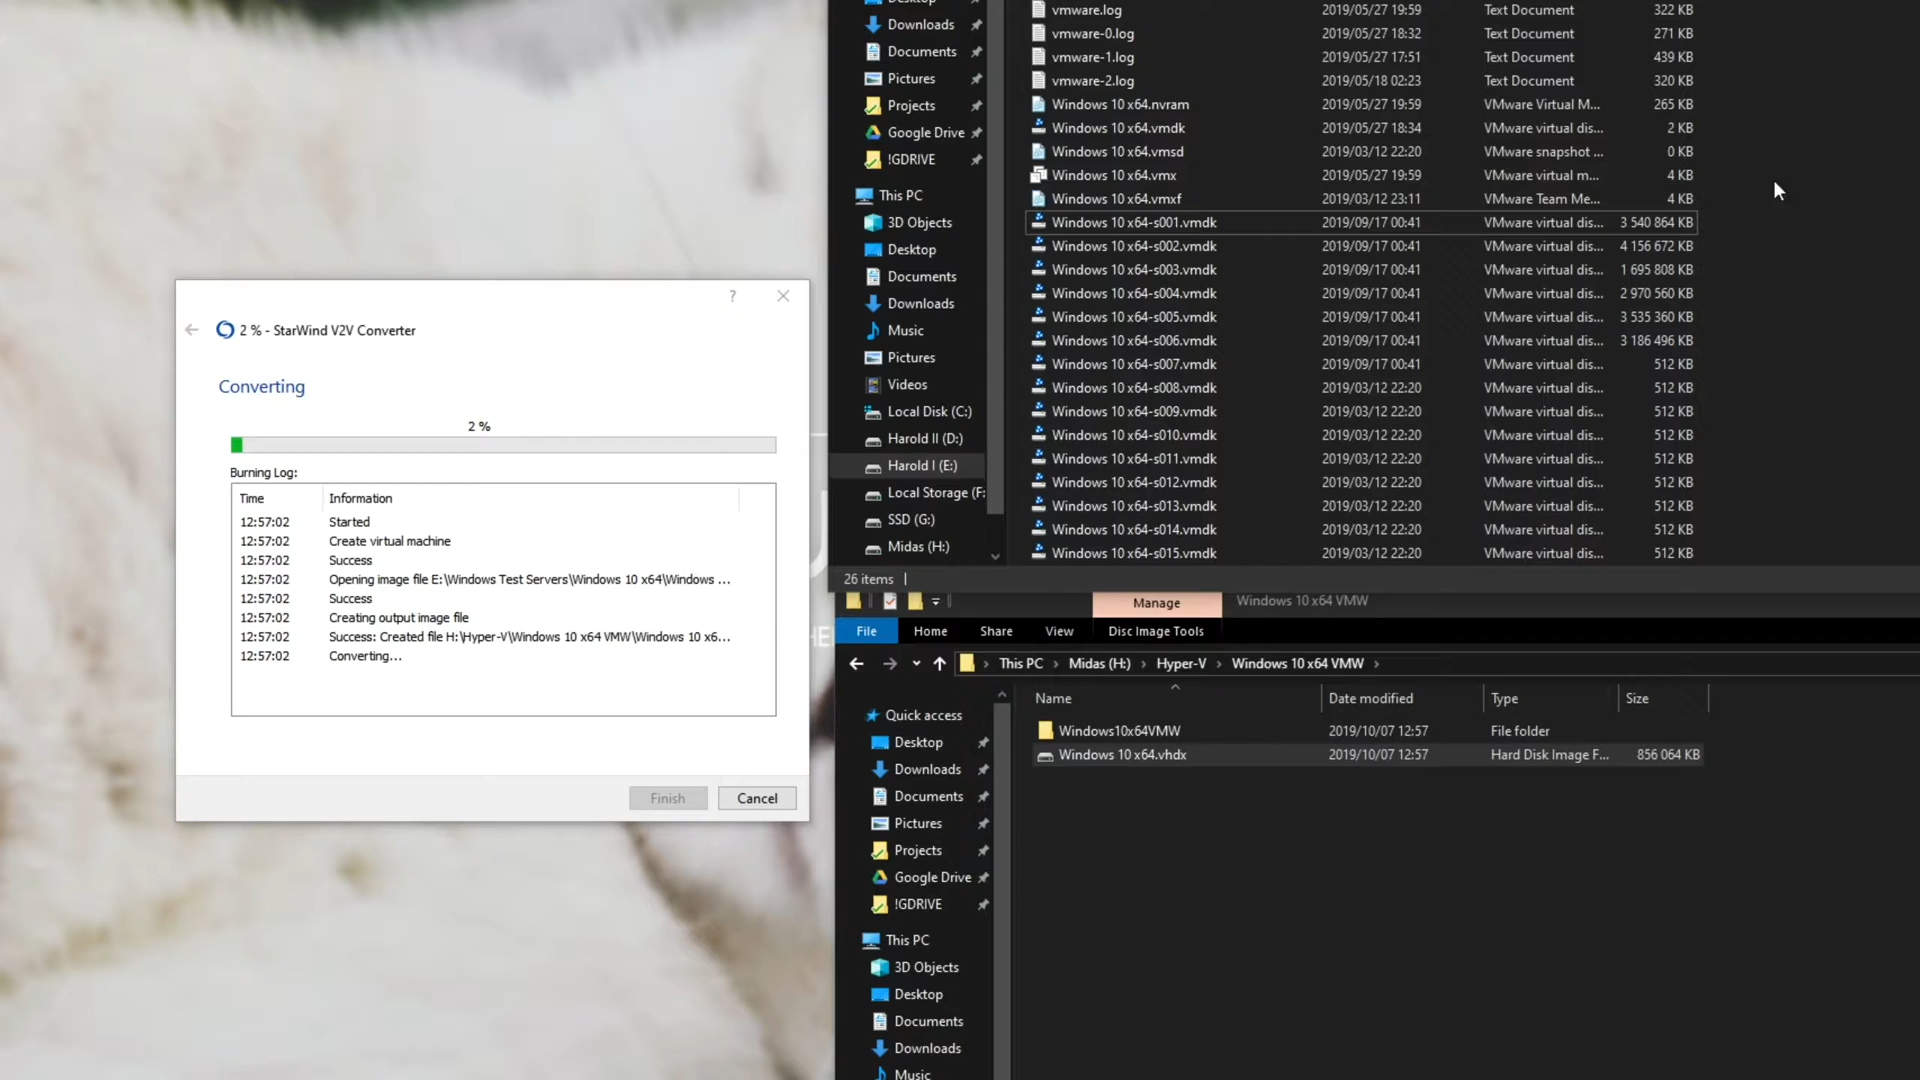 2 % - StarWind V2V Converter
Converting
2 %
Burning Log:
Time Information
12:57:02 Started
12:57:02 Create virtual machine
12:57:02 Success
12:57:02 Opening image file E:\Windows Test Servers\Windows 10 x64\Windows ...
12:57:02 Success
12:57:02 Creating output image file
12:57:02 Success: Created file H:\Hyper-V\Windows 10 x64 VMW\Windows 10 x6...
12:57:02 Converting...
Finish Cancel
Desktop
Downloads
Documents
Pictures
Projects
Google Drive
!GDRIVE
This PC
3D Objects
Desktop
Documents
Downloads
Music
Pictures
Videos
Local Disk (C:)
Harold II (D:)
Harold I (E:)
Local Storage (F:
SSD (G:)
Midas (H:)
vmware.log 2019/05/27 19:59 Text Document 322 KB
vmware-0.log 2019/05/27 18:32 Text Document 271 KB
vmware-1.log 2019/05/27 17:51 Text Document 439 KB
vmware-2.log 2019/05/18 02:23 Text Document 320 KB
Windows 10 x64.nvram 2019/05/27 19:59 VMware Virtual M... 265 KB
Windows 10 x64.vmdk 2019/05/27 18:34 VMware virtual dis... 2 KB
Windows 10 x64.vmsd 2019/03/12 22:20 VMware snapshot ... 0 KB
Windows 10 x64.vmx 2019/05/27 19:59 VMware virtual m... 4 KB
Windows 10 x64.vmxf 2019/03/12 23:11 VMware Team Me... 4 KB
Windows 10 x64-s001.vmdk 2019/09/17 00:41 VMware virtual dis... 3 540 864 KB
Windows 10 x64-s002.vmdk 2019/09/17 00:41 VMware virtual dis... 4 156 672 KB
Windows 10 x64-s003.vmdk 2019/09/17 00:41 VMware virtual dis... 1 695 808 KB
Windows 10 x64-s004.vmdk 2019/09/17 00:41 VMware virtual dis... 2 970 560 KB
Windows 10 x64-s005.vmdk 2019/09/17 00:41 VMware virtual dis... 3 535 360 KB
Windows 10 x64-s006.vmdk 2019/09/17 00:41 VMware virtual dis... 3 186 496 KB
Windows 10 x64-s007.vmdk 2019/09/17 00:41 VMware virtual dis... 512 KB
Windows 10 x64-s008.vmdk 2019/03/12 22:20 VMware virtual dis... 512 KB
Windows 10 x64-s009.vmdk 2019/03/12 22:20 VMware virtual dis... 512 KB
Windows 10 x64-s010.vmdk 2019/03/12 22:20 VMware virtual dis... 512 KB
Windows 10 x64-s011.vmdk 2019/03/12 22:20 VMware virtual dis... 512 KB
Windows 10 x64-s012.vmdk 2019/03/12 22:20 VMware virtual dis... 512 KB
Windows 10 x64-s013.vmdk 2019/03/12 22:20 VMware virtual dis... 512 KB
Windows 10 x64-s014.vmdk 2019/03/12 22:20 VMware virtual dis... 512 KB
Windows 10 x64-s015.vmdk 2019/03/12 22:20 VMware virtual dis... 512 KB
26 items
Manage Windows 10 x64 VMW
File Home Share View Disc Image Tools
This PC Midas (H:) Hyper-V Windows 10 x64 VMW
Quick access
Desktop
Downloads
Documents
Pictures
Projects
Google Drive
!GDRIVE
This PC
3D Objects
Desktop
Documents
Downloads
Music
Name Date modified Type Size
Windows10x64VMW 2019/10/07 12:57 File folder
Windows 10 x64.vhdx 2019/10/07 12:57 Hard Disk Image F... 856 064 KB